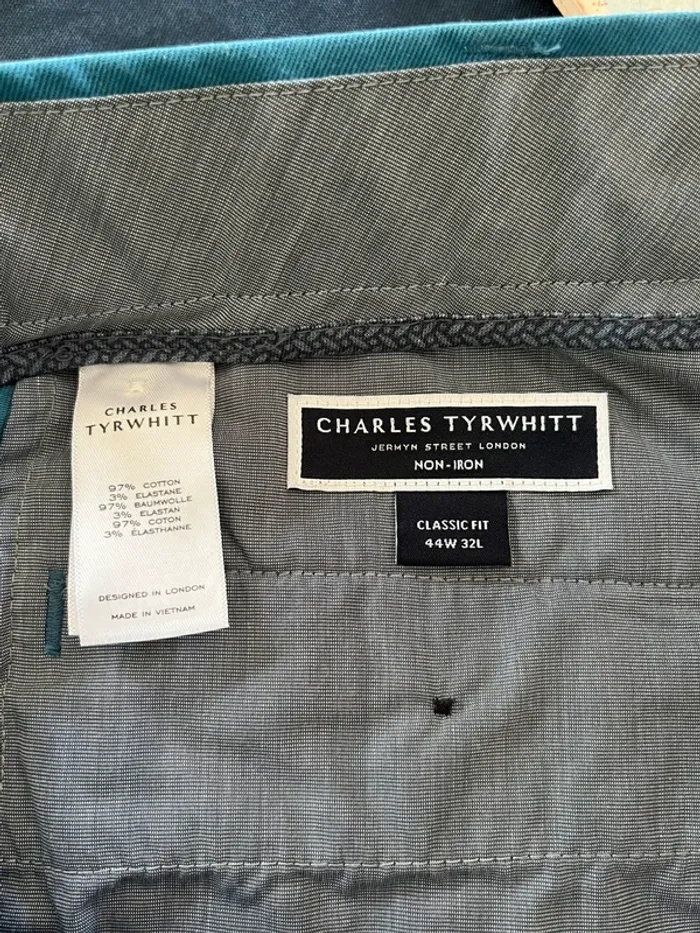 CHARLES
TYRWHITT
97% COTTON
3% ELASTANE
97% BAUMWOLLE
3% ELASTAN
97% COTON
3% ÉLASTHANNE
DESIGNED IN LONDON
MADE IN VIETNAM
CHARLES TYRWHITT
JERMYN STREET LONDON
NON-IRON
CLASSIC FIT
44W 32L